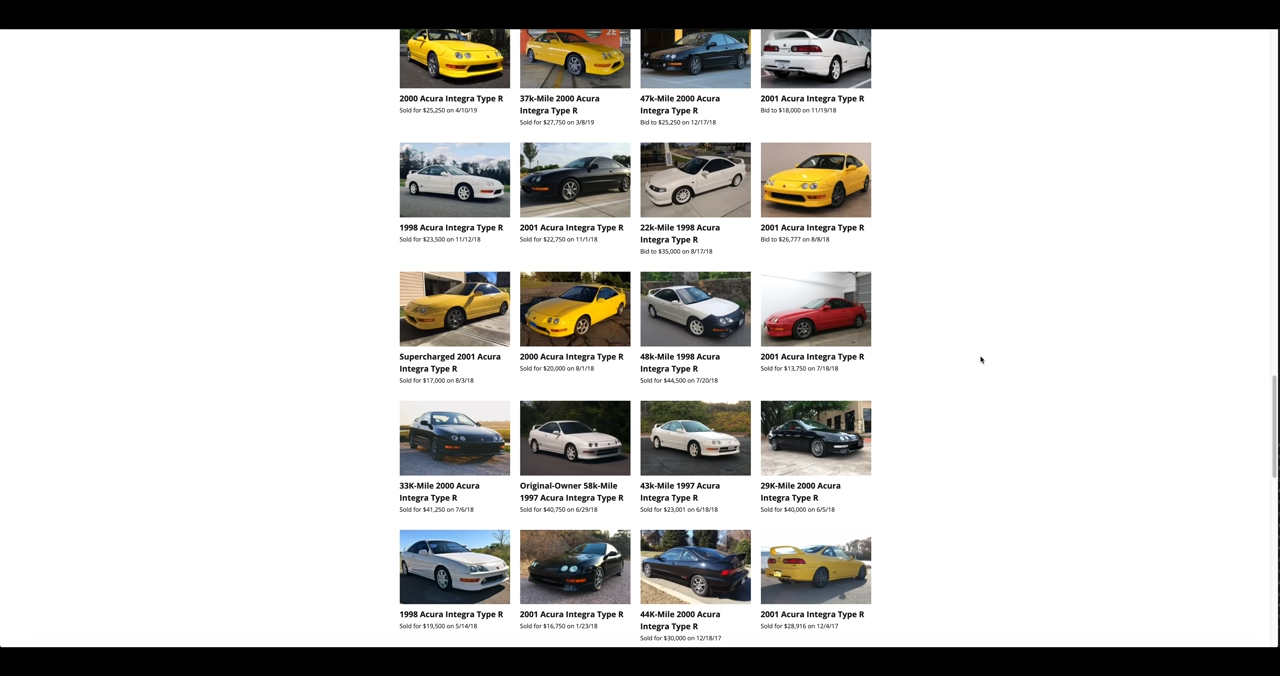 2000 Acura Integra Type R
Sold for $25,250 on 4/10/19
37k-Mile 2000 Acura
Integra Type R
Sold for $27,750 on 3/8/19
47k-Mile 2000 Acura
Integra Type R
Bid to $25,250 on 12/17/18
2001 Acura Integra Type R
Bid to $18,000 on 11/19/18
1998 Acura Integra Type R
Sold for $23,500 on 11/12/18
2001 Acura Integra Type R
Sold for $22,750 on 11/1/18
22k-Mile 1998 Acura
Integra Type R
Bid to $35,000 on 8/17/18
2001 Acura Integra Type R
Bid to $26,777 on 8/8/18
Supercharged 2001 Acura
Integra Type R
Sold for $17,000 on 8/3/18
2000 Acura Integra Type R
Sold for $20,000 on 8/1/18
48k-Mile 1998 Acura
Integra Type R
Sold for $44,500 on 7/20/18
2001 Acura Integra Type R
Sold for $13,750 on 7/18/18
33K-Mile 2000 Acura
Integra Type R
Sold for $41,250 on 7/6/18
Original-Owner 58k-Mile
1997 Acura Integra Type R
Sold for $40,750 on 6/29/18
43k-Mile 1997 Acura
Integra Type R
Sold for $23,001 on 6/18/18
29K-Mile 2000 Acura
Integra Type R
Sold for $40,000 on 6/5/18
1998 Acura Integra Type R
Sold for $19,500 on 5/14/18
2001 Acura Integra Type R
Sold for $16,750 on 1/23/18
44K-Mile 2000 Acura
Integra Type R
Sold for $30,000 on 12/18/17
2001 Acura Integra Type R
Sold for $28,916 on 12/4/17